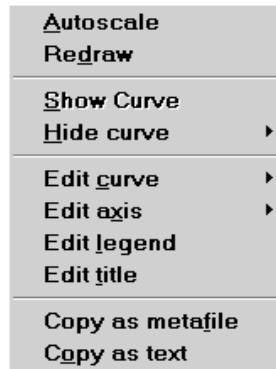 Autoscale
Redraw
Show Curve
Hide curve
Edit curve
Edit axis
Edit legend
Edit title
Copy as metafile
Copy as text